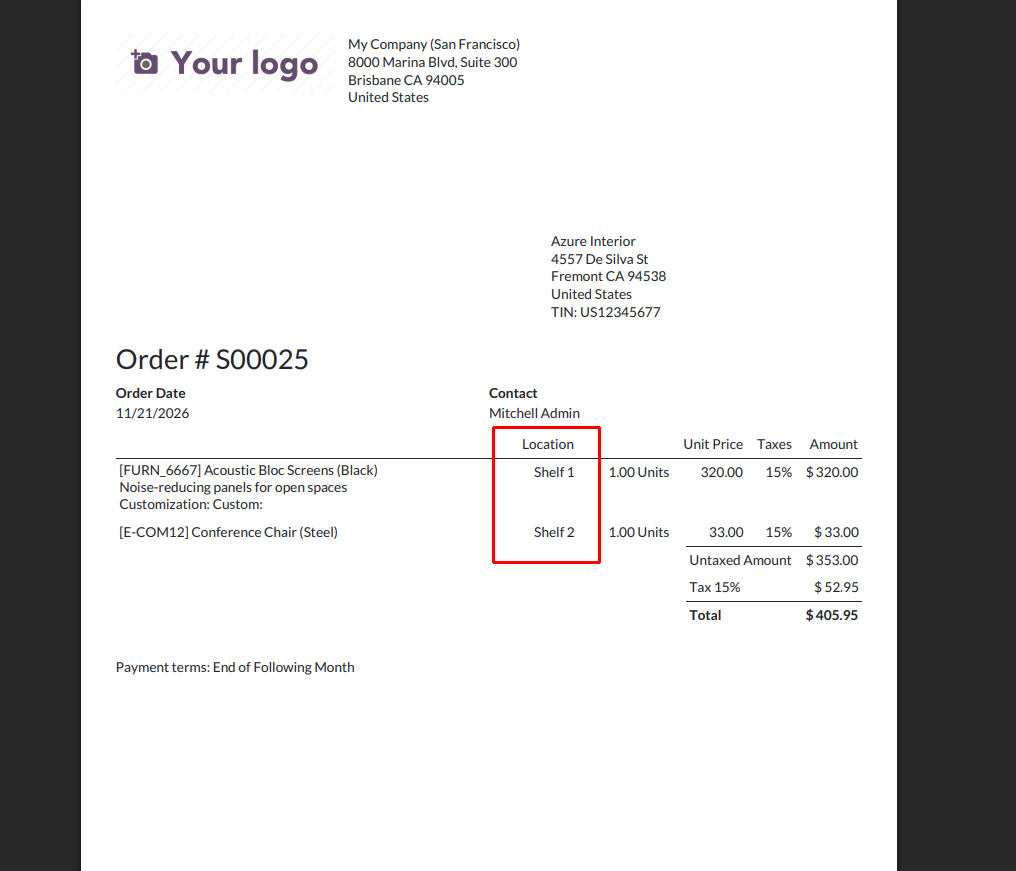 Your logo
My Company (San Francisco)
8000 Marina Blvd, Suite 300
Brisbane CA 94005
United States
Azure Interior
4557 De Silva St
Fremont CA 94538
United States
TIN: US12345677
Order # S00025
Order Date Contact
11/21/2026 Mitchell Admin
Location Unit Price Taxes Amount
[FURN_6667] Acoustic Bloc Screens (Black) Shelf 1 1.00 Units 320.00 15% $ 320.00
Noise-reducing panels for open spaces
Customization: Custom:
[E-COM12] Conference Chair (Steel) Shelf 2 1.00 Units 33.00 15% $ 33.00
Untaxed Amount $ 353.00
Tax 15% $ 52.95
Total $ 405.95
Payment terms: End of Following Month